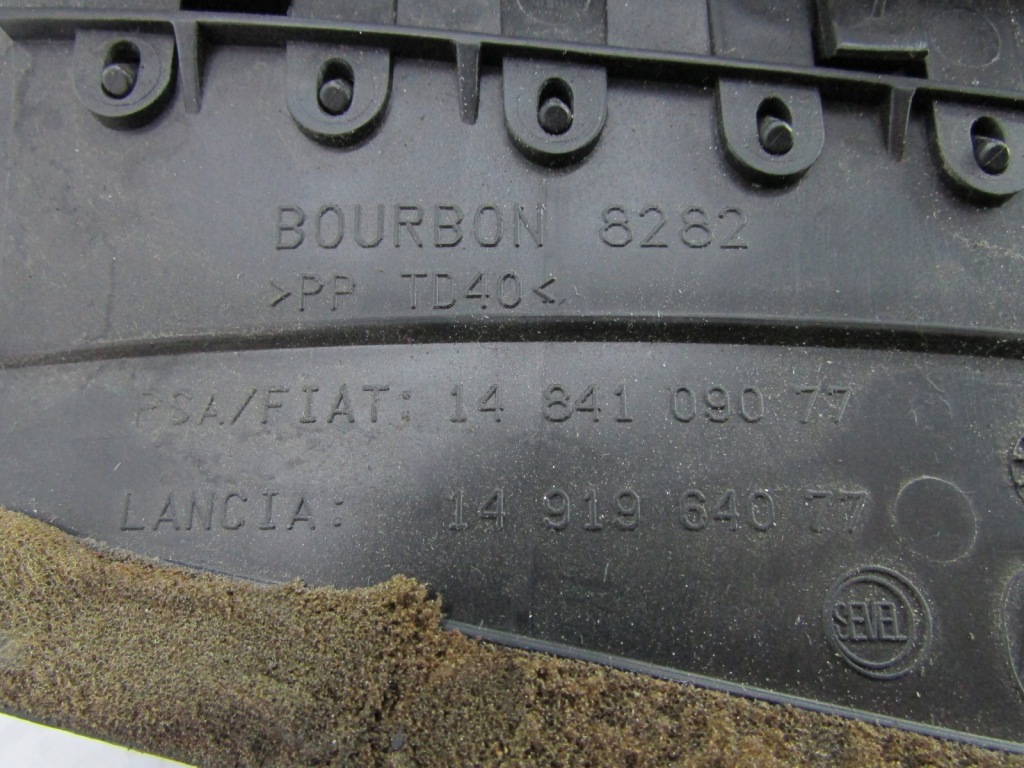 BOURBON 8282
>PP TD40<
PSA/FIAT: 14 841 090 77
LANCIA: 14 919 640 77
SEVEL